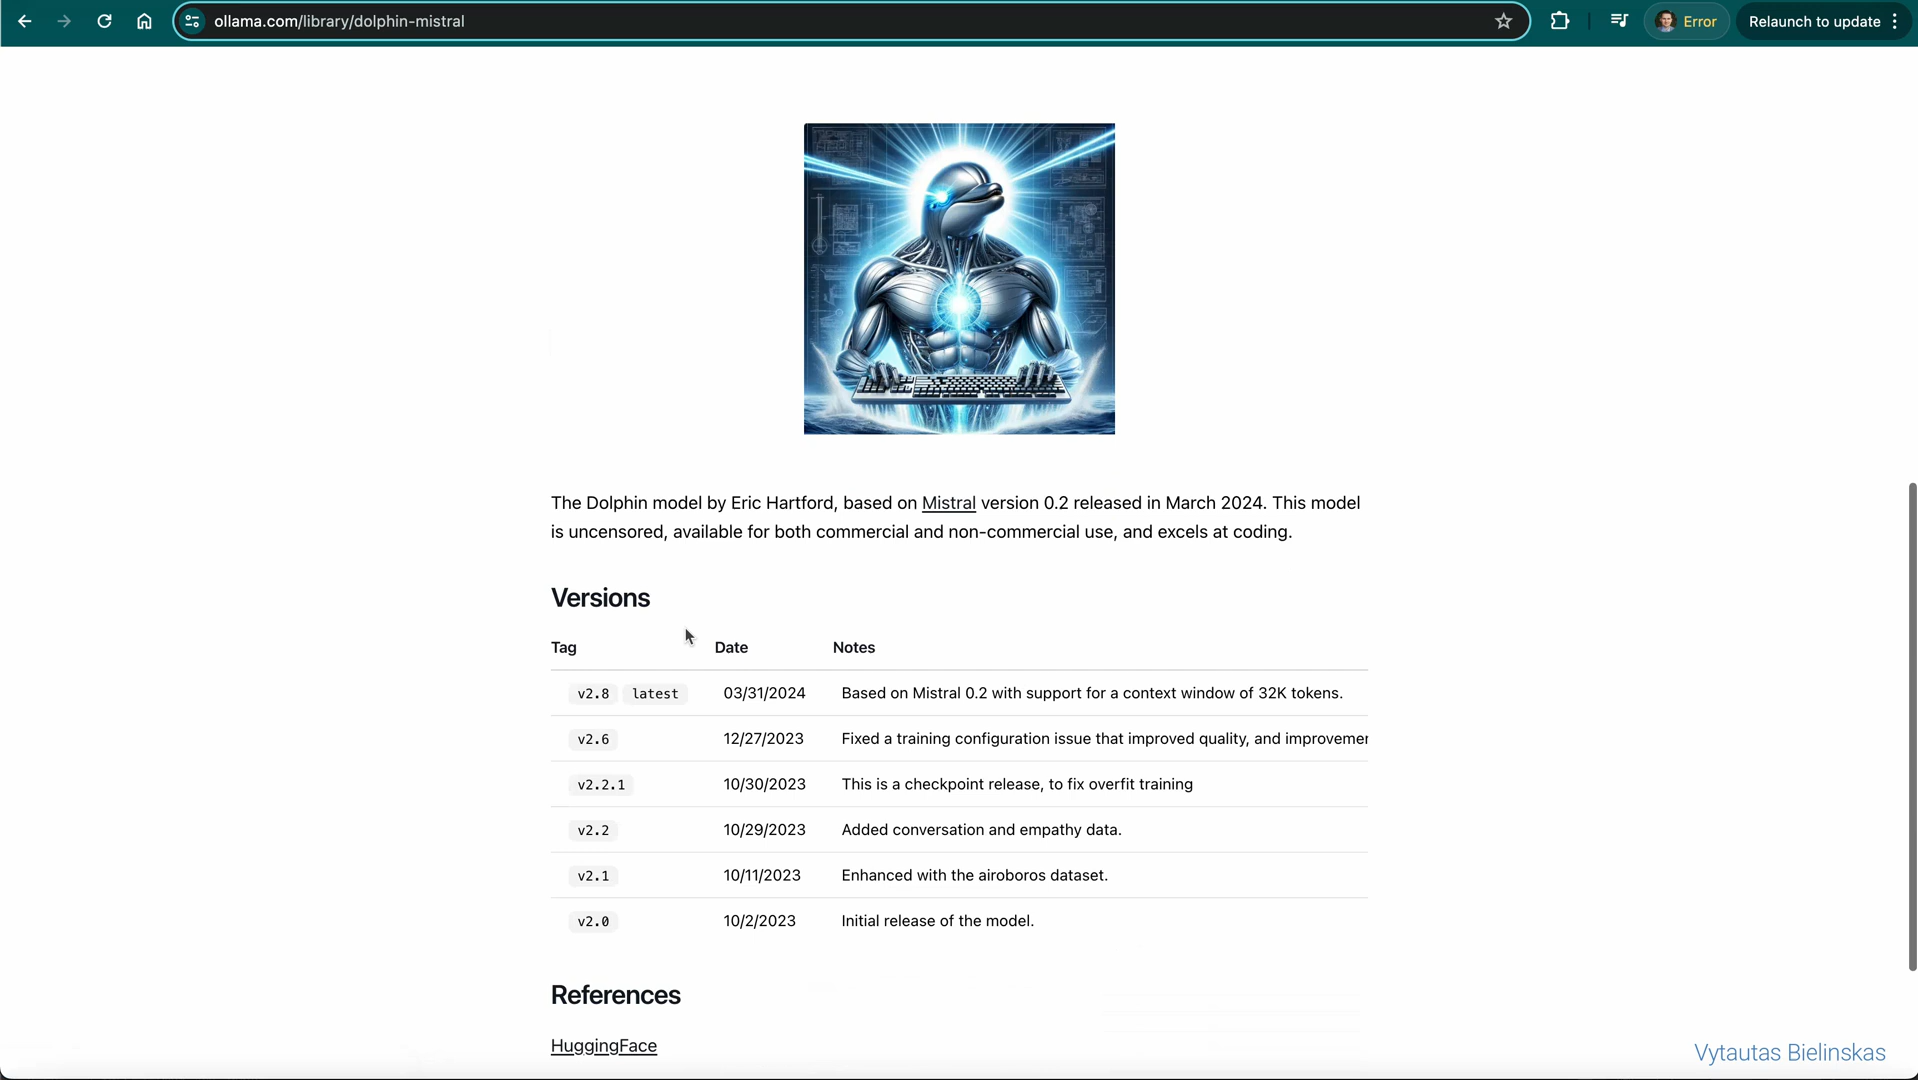 ollama.com/library/dolphin-mistral
Error
Relaunch to update
The Dolphin model by Eric Hartford, based on Mistral version 0.2 released in March 2024. This model
is uncensored, available for both commercial and non-commercial use, and excels at coding.
Versions
Tag Date Notes
v2.8 latest 03/31/2024 Based on Mistral 0.2 with support for a context window of 32K tokens.
v2.6 12/27/2023 Fixed a training configuration issue that improved quality, and improvemer
v2.2.1 10/30/2023 This is a checkpoint release, to fix overfit training
v2.2 10/29/2023 Added conversation and empathy data.
v2.1 10/11/2023 Enhanced with the airoboros dataset.
v2.0 10/2/2023 Initial release of the model.
References
HuggingFace
Vytautas Bielinskas